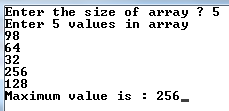 Enter the size of array ? 5
Enter 5 values in array
98
64
32
256
128
Maximum value is : 256_